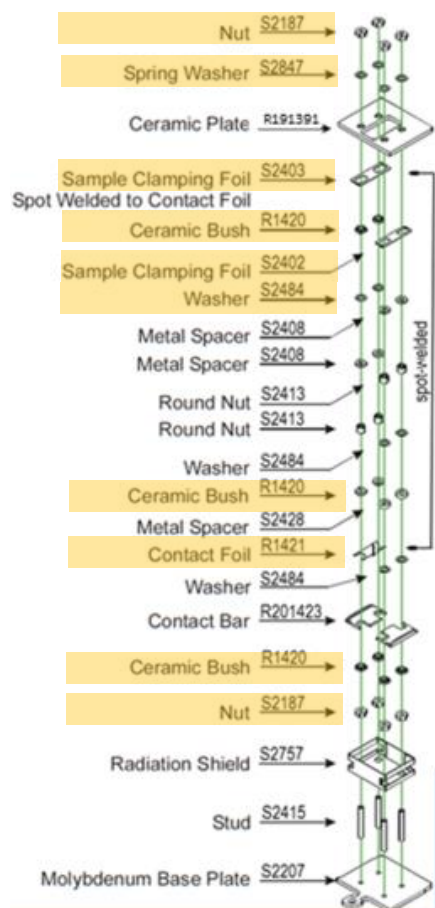 Nut S2187
Spring Washer S2847
Ceramic Plate R191391
Sample Clamping Foil S2403
Spot Welded to Contact Foil
Ceramic Bush R1420
Sample Clamping Foil S2402
Washer S2484
Metal Spacer S2408
Metal Spacer S2408
Round Nut S2413
Round Nut S2413
Washer S2484
Ceramic Bush R1420
Metal Spacer S2428
Contact Foil R1421
Washer S2484
Contact Bar R201423
Ceramic Bush R1420
Nut S2187
Radiation Shield S2757
Stud S2415
Molybdenum Base Plate S2207
spot-welded